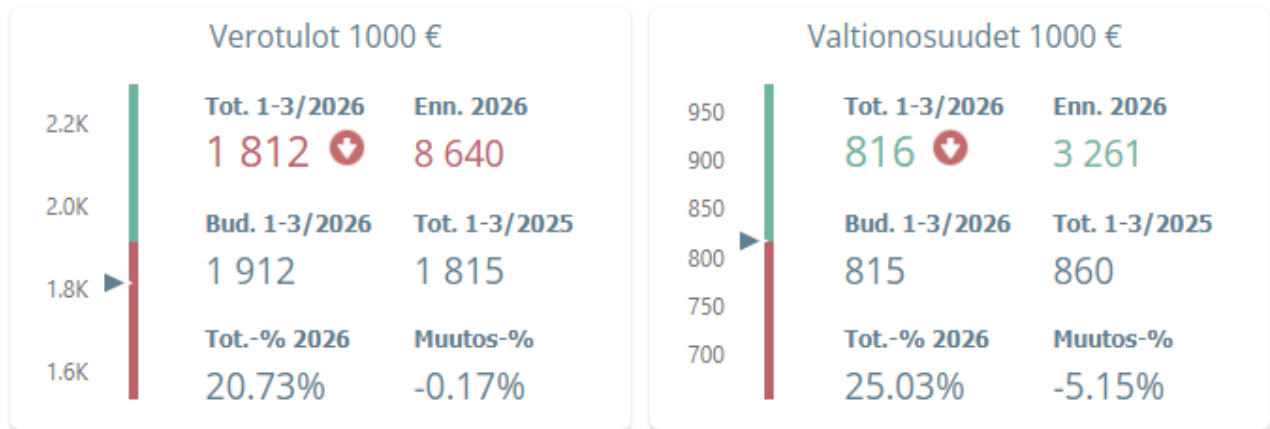 Verotulot 1000 €
2.2K
2.0K
1.8K
1.6K
Tot. 1-3/2026 Enn. 2026
1 812 8 640
Bud. 1-3/2026 Tot. 1-3/2025
1 912 1 815
Tot.-% 2026 Muutos-%
20.73% -0.17%
Valtionosuudet 1000 €
950
900
850
800
750
700
Tot. 1-3/2026 Enn. 2026
816 3 261
Bud. 1-3/2026 Tot. 1-3/2025
815 860
Tot.-% 2026 Muutos-%
25.03% -5.15%